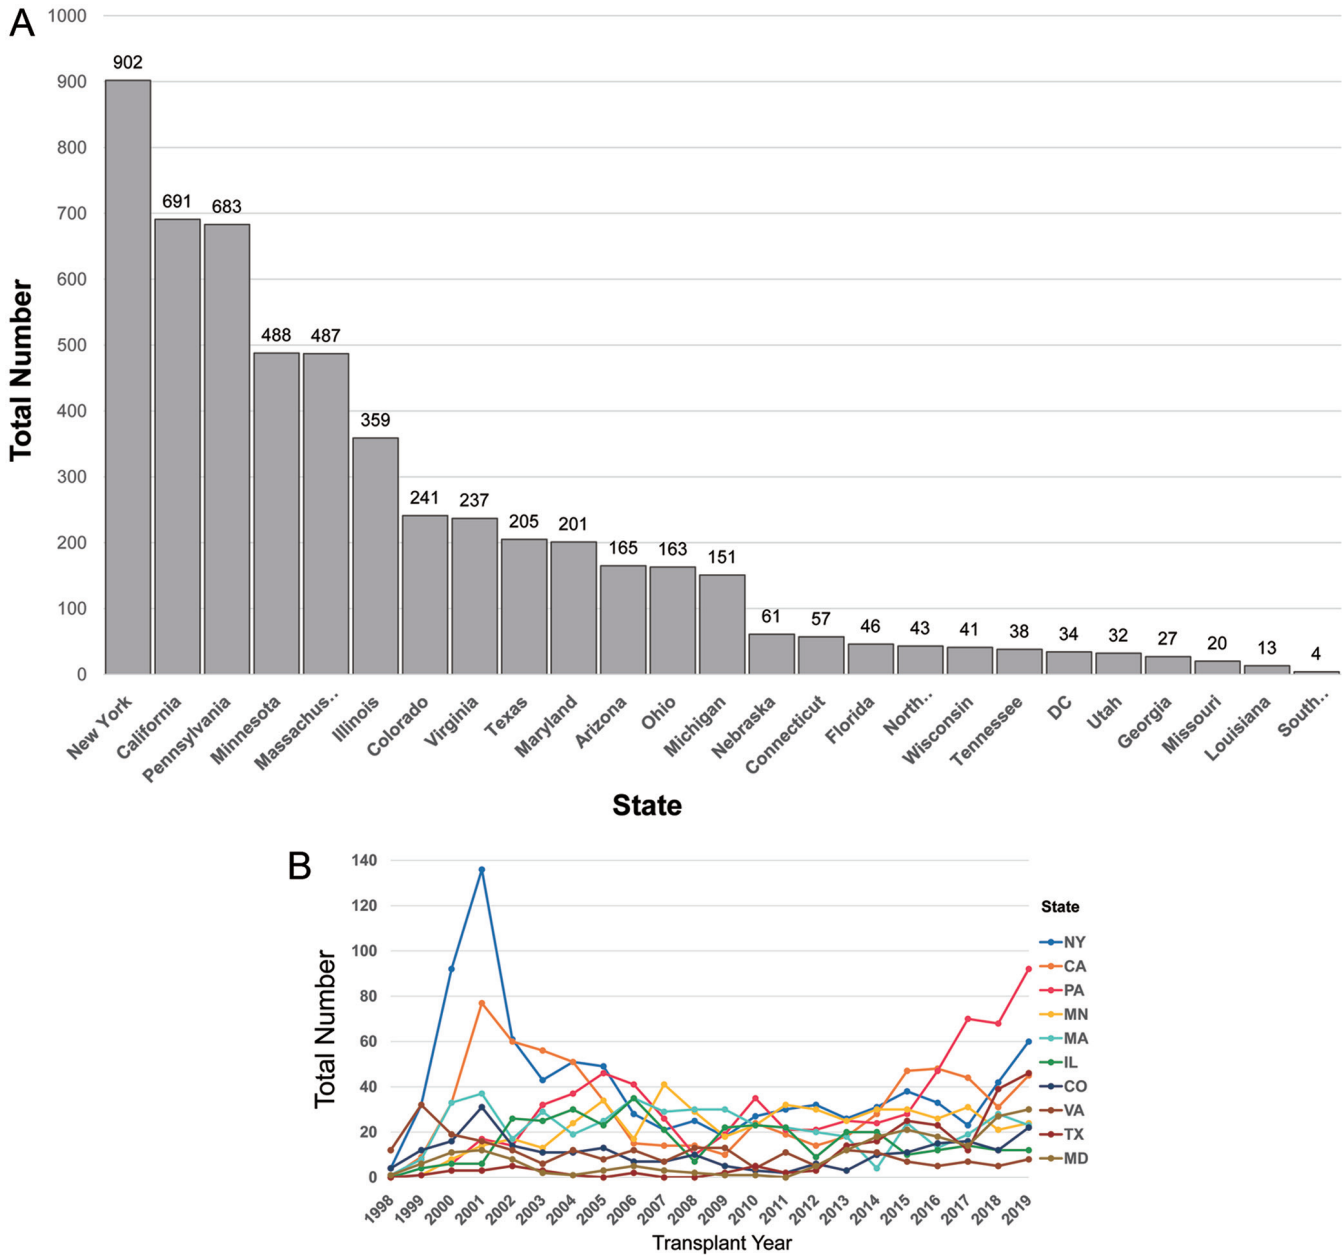 A
1000
900
800
700
600
500
400
300
200
100
0
Total Number
902
691
683
488
487
359
241
237
205
201
165
163
151
61
57
46
43
41
38
34
32
27
20
13
4
New York
California
Pennsylvania
Minnesota
Massachus..
Illinois
Colorado
Virginia
Texas
Maryland
Arizona
Ohio
Michigan
Nebraska
Connecticut
Florida
North..
Wisconsin
Tennessee
DC
Utah
Georgia
Missouri
Louisiana
South..
State
B
140
120
100
80
60
40
20
0
Total Number
1998
1999
2000
2001
2002
2003
2004
2005
2006
2007
2008
2009
2010
2011
2012
2013
2014
2015
2016
2017
2018
2019
Transplant Year
State
NY
CA
PA
MN
MA
IL
CO
VA
TX
MD